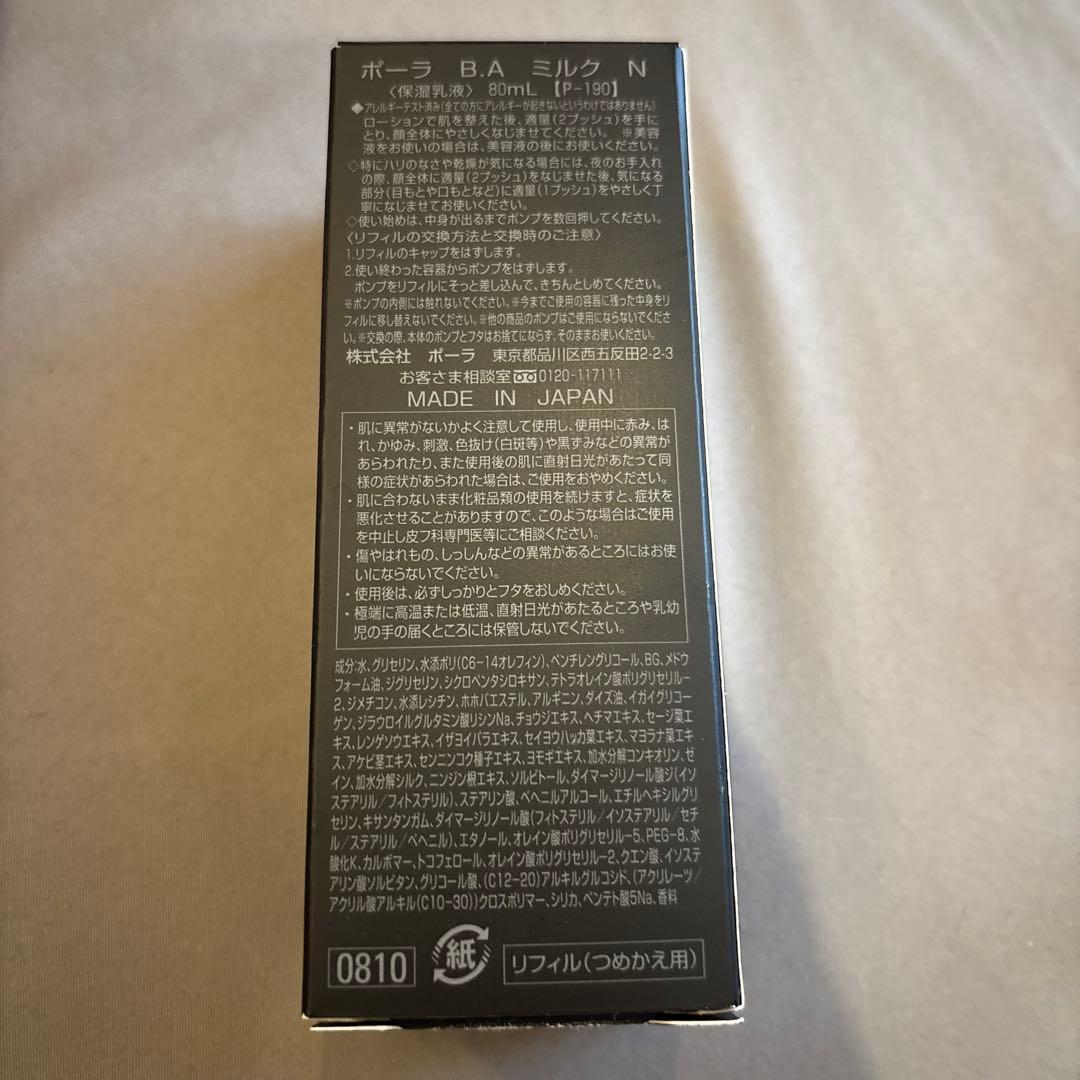 ポーラ B.A ミルク N
〈保湿乳液〉 80mL 【P-190】
◆アレルギーテスト済み(全ての方にアレルギーが起きないというわけではありません)
ローションで肌を整えた後、適量(2プッシュ)を手に
とり、顔全体にやさしくなじませてください。 ※美容
液をお使いの場合は、美容液の後にお使いください。
◇特にハリのなさや乾燥が気になる場合には、夜のお手入れ
の際、顔全体に適量(2プッシュ)をなじませた後、気になる
部分(目もとや口もとなど)に適量(1プッシュ)をやさしく丁
寧になじませてお使いください。
◇使い始めは、中身が出るまでポンプを数回押してください。
〈リフィルの交換方法と交換時のご注意〉
1.リフィルのキャップをはずします。
2.使い終わった容器からポンプをはずします。
ポンプをリフィルにそっと差し込んで、きちんとしめてください。
※ポンプの内側には触れないでください。※今までご使用の容器に残った中身をリ
フィルに移し替えないでください。※他の商品のポンプはご使用にならないでくださ
い。※交換の際、本体のポンプとフタはお捨てにならず、そのままお使いください。
株式会社 ポーラ 東京都品川区西五反田2-2-3
お客さま相談室 0120-117111
MADE IN JAPAN
・肌に異常がないかよく注意して使用し、使用中に赤み、は
れ、かゆみ、刺激、色抜け(白斑等)や黒ずみなどの異常が
あらわれたり、また使用後の肌に直射日光があたって同
様の症状があらわれた場合は、ご使用をおやめください。
・肌に合わないまま化粧品類の使用を続けますと、症状を
悪化させることがありますので、このような場合はご使用
を中止し皮フ科専門医等にご相談ください。
・傷やはれもの、しっしんなどの異常があるところにはお使
いにならないでください。
・使用後は、必ずしっかりとフタをおしめください。
・極端に高温または低温、直射日光があたるところや乳幼
児の手の届くところには保管しないでください。
成分:水、グリセリン、水添ポリ(C6-14オレフィン)、ペンチレングリコール、BG、メドウ
フォーム油、ジグリセリン、シクロペンタシロキサン、テトラオレイン酸ポリグリセリル-
2、ジメチコン、水添レシチン、ホホバエステル、アルギニン、ダイズ油、イガイグリコー
ゲン、ジラウロイルグルタミン酸リシンNa、チョウジエキス、ヘチマエキス、セージ葉エ
キス、レンゲソウエキス、イザヨイバラエキス、セイヨウハッカ葉エキス、マヨラナ葉エキ
ス、アケビ茎エキス、センニンコク種子エキス、ヨモギエキス、加水分解コンキオリン、ゼ
イン、加水分解シルク、ニンジン根エキス、ソルビトール、ダイマージリノール酸ジ(イソ
ステアリル/フィトステリル)、ステアリン酸、ベヘニルアルコール、エチルヘキシルグリ
セリン、キサンタンガム、ダイマージリノール酸(フィトステリル/イソステアリル/セチ
ル/ステアリル/ベヘニル)、エタノール、オレイン酸ポリグリセリル-5、PEG-8、水
酸化K、カルボマー、トコフェロール、オレイン酸ポリグリセリル-2、クエン酸、イソステ
アリン酸ソルビタン、グリコール酸、(C12-20)アルキルグルコシド、(アクリレーツ/
アクリル酸アルキル(C10-30))クロスポリマー、シリカ、ペンテト酸5Na、香料
0810 紙 リフィル(つめかえ用)